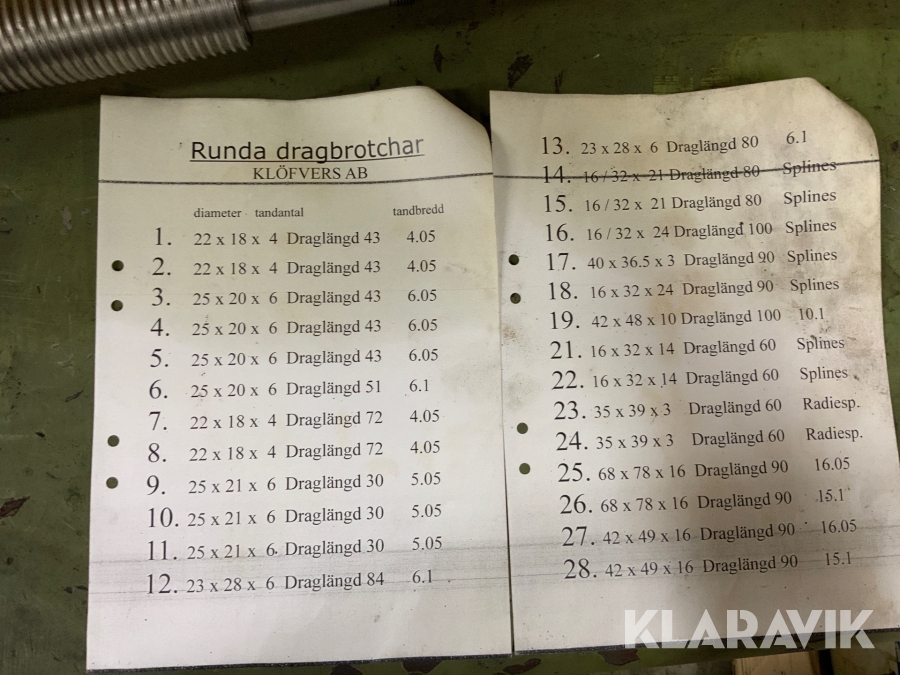 Runda dragbrotchar
KLÖFVERS AB
diameter tandantal tandbredd
1. 22 x 18 x 4 Draglängd 43 4.05
2. 22 x 18 x 4 Draglängd 43 4.05
3. 25 x 20 x 6 Draglängd 43 6.05
4. 25 x 20 x 6 Draglängd 43 6.05
5. 25 x 20 x 6 Draglängd 43 6.05
6. 25 x 20 x 6 Draglängd 51 6.1
7. 22 x 18 x 4 Draglängd 72 4.05
8. 22 x 18 x 4 Draglängd 72 4.05
9. 25 x 21 x 6 Draglängd 30 5.05
10. 25 x 21 x 6 Draglängd 30 5.05
11. 25 x 21 x 6. Draglängd 30 5.05
12. 23 x 28 x 6 Draglängd 84 6.1
13. 23 x 28 x 6 Draglängd 80 6.1
14. 16 / 32 x 21 Draglängd 80 Splines
15. 16 / 32 x 21 Draglängd 80 Splines
16. 16 / 32 x 24 Draglängd 100 Splines
17. 40 x 36.5 x 3 Draglängd 90 Splines
18. 16 x 32 x 24 Draglängd 90 Splines
19. 42 x 48 x 10 Draglängd 100 10.1
21. 16 x 32 x 14 Draglängd 60 Splines
22. 16 x 32 x 14 Draglängd 60 Splines
23. 35 x 39 x 3 Draglängd 60 Radiesp.
24. 35 x 39 x 3 Draglängd 60 Radiesp.
25. 68 x 78 x 16 Draglängd 90 16.05
26. 68 x 78 x 16 Draglängd 90 15.1
27. 42 x 49 x 16 Draglängd 90 16.05
28. 42 x 49 x 16 Draglängd 90 15.1
KLARAVIK